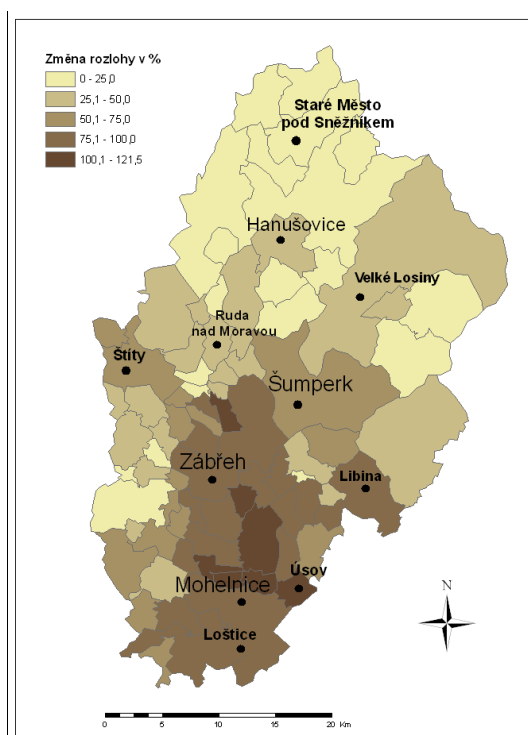 Změna rozlohy v %
0 - 25,0
25,1 - 50,0
50,1 - 75,0
75,1 - 100,0
100,1 - 121,5
Staré Město
pod Sněžníkem
Hanušovice
Velké Losiny
Ruda
nad Moravou
Štíty
Šumperk
Zábřeh
Libina
Úsov
Mohelnice
Loštice
N
0 5 10 15 20
Km